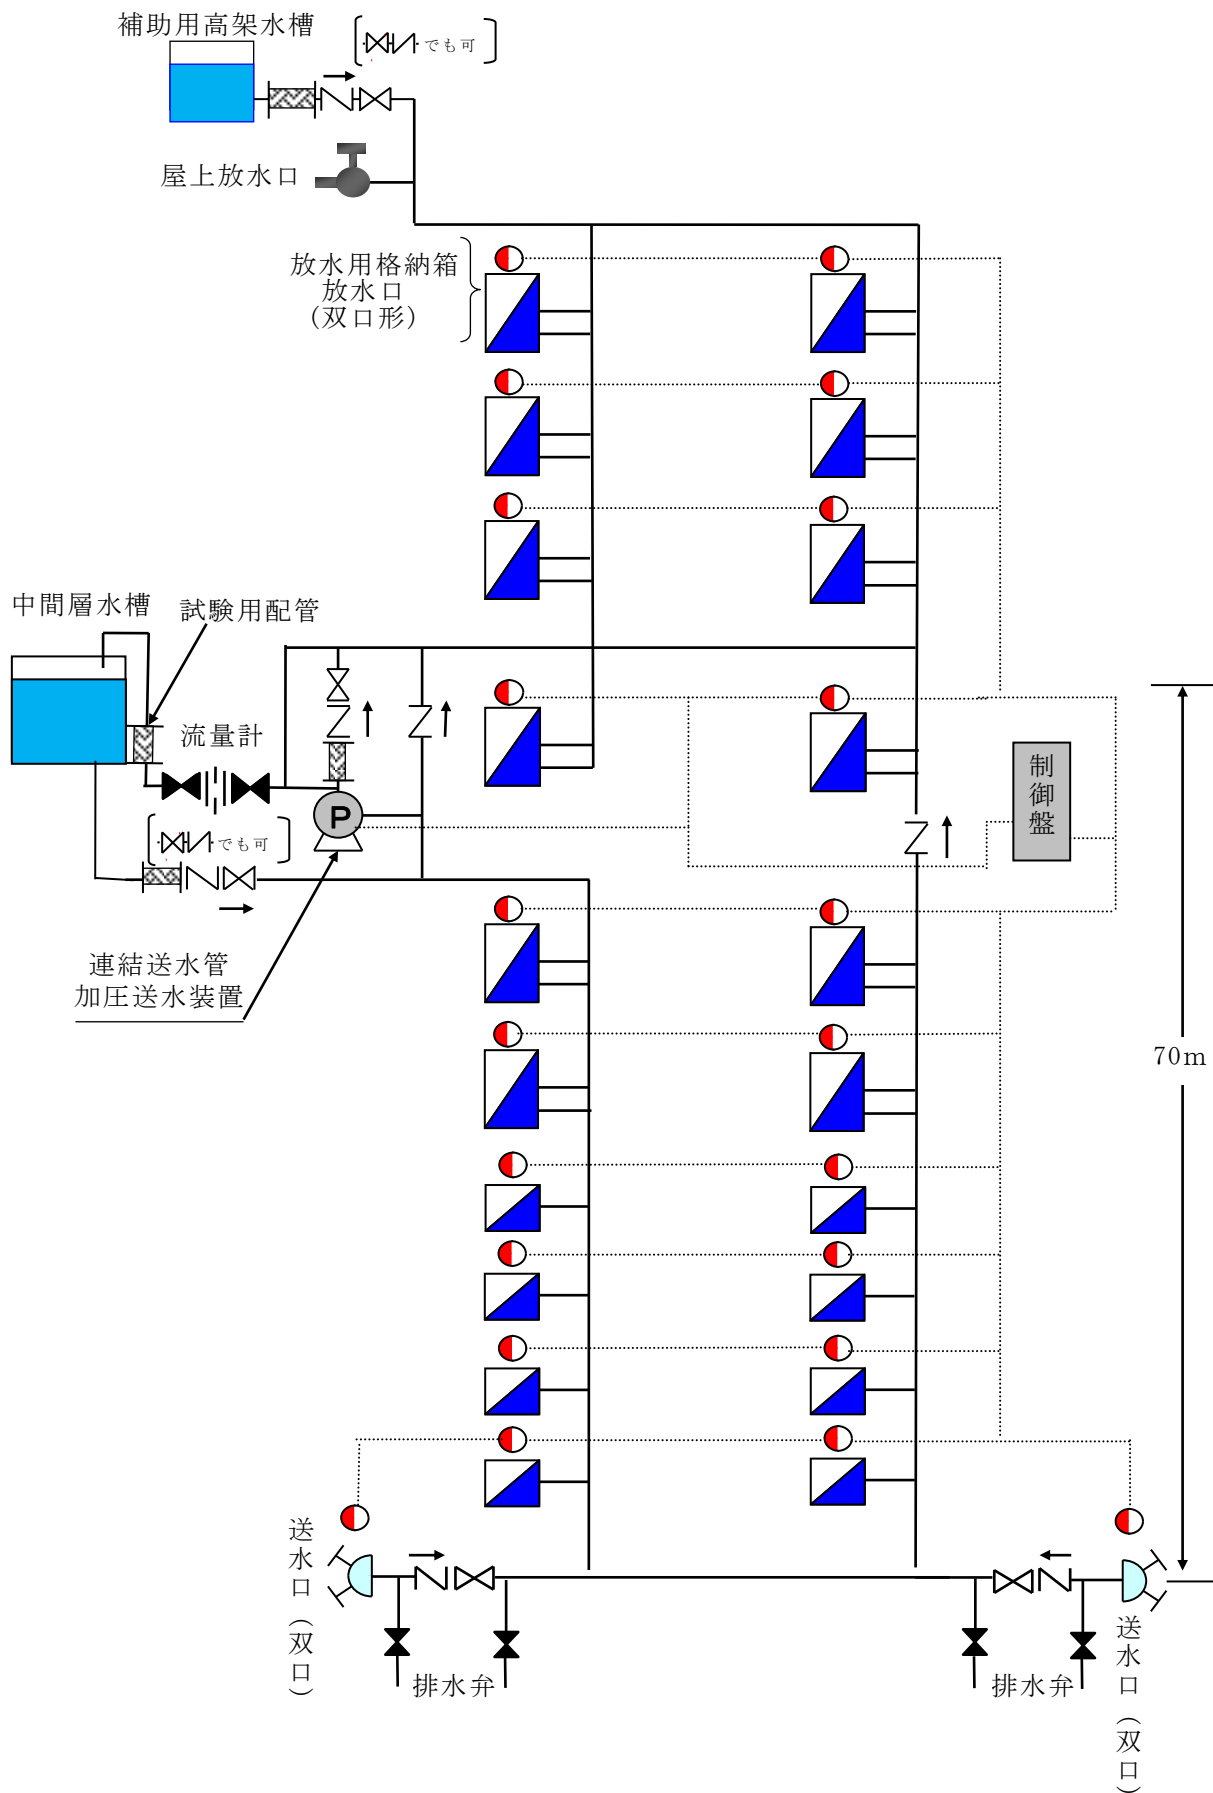 補助用高架水槽
でも可
屋上放水口
放水用格納箱
放水口
(双口形)
中間層水槽
試験用配管
流量計
P
制御盤
でも可
連結送水管
加圧送水装置
70m
送水口(双口)
排水弁
排水弁
送水口(双口)